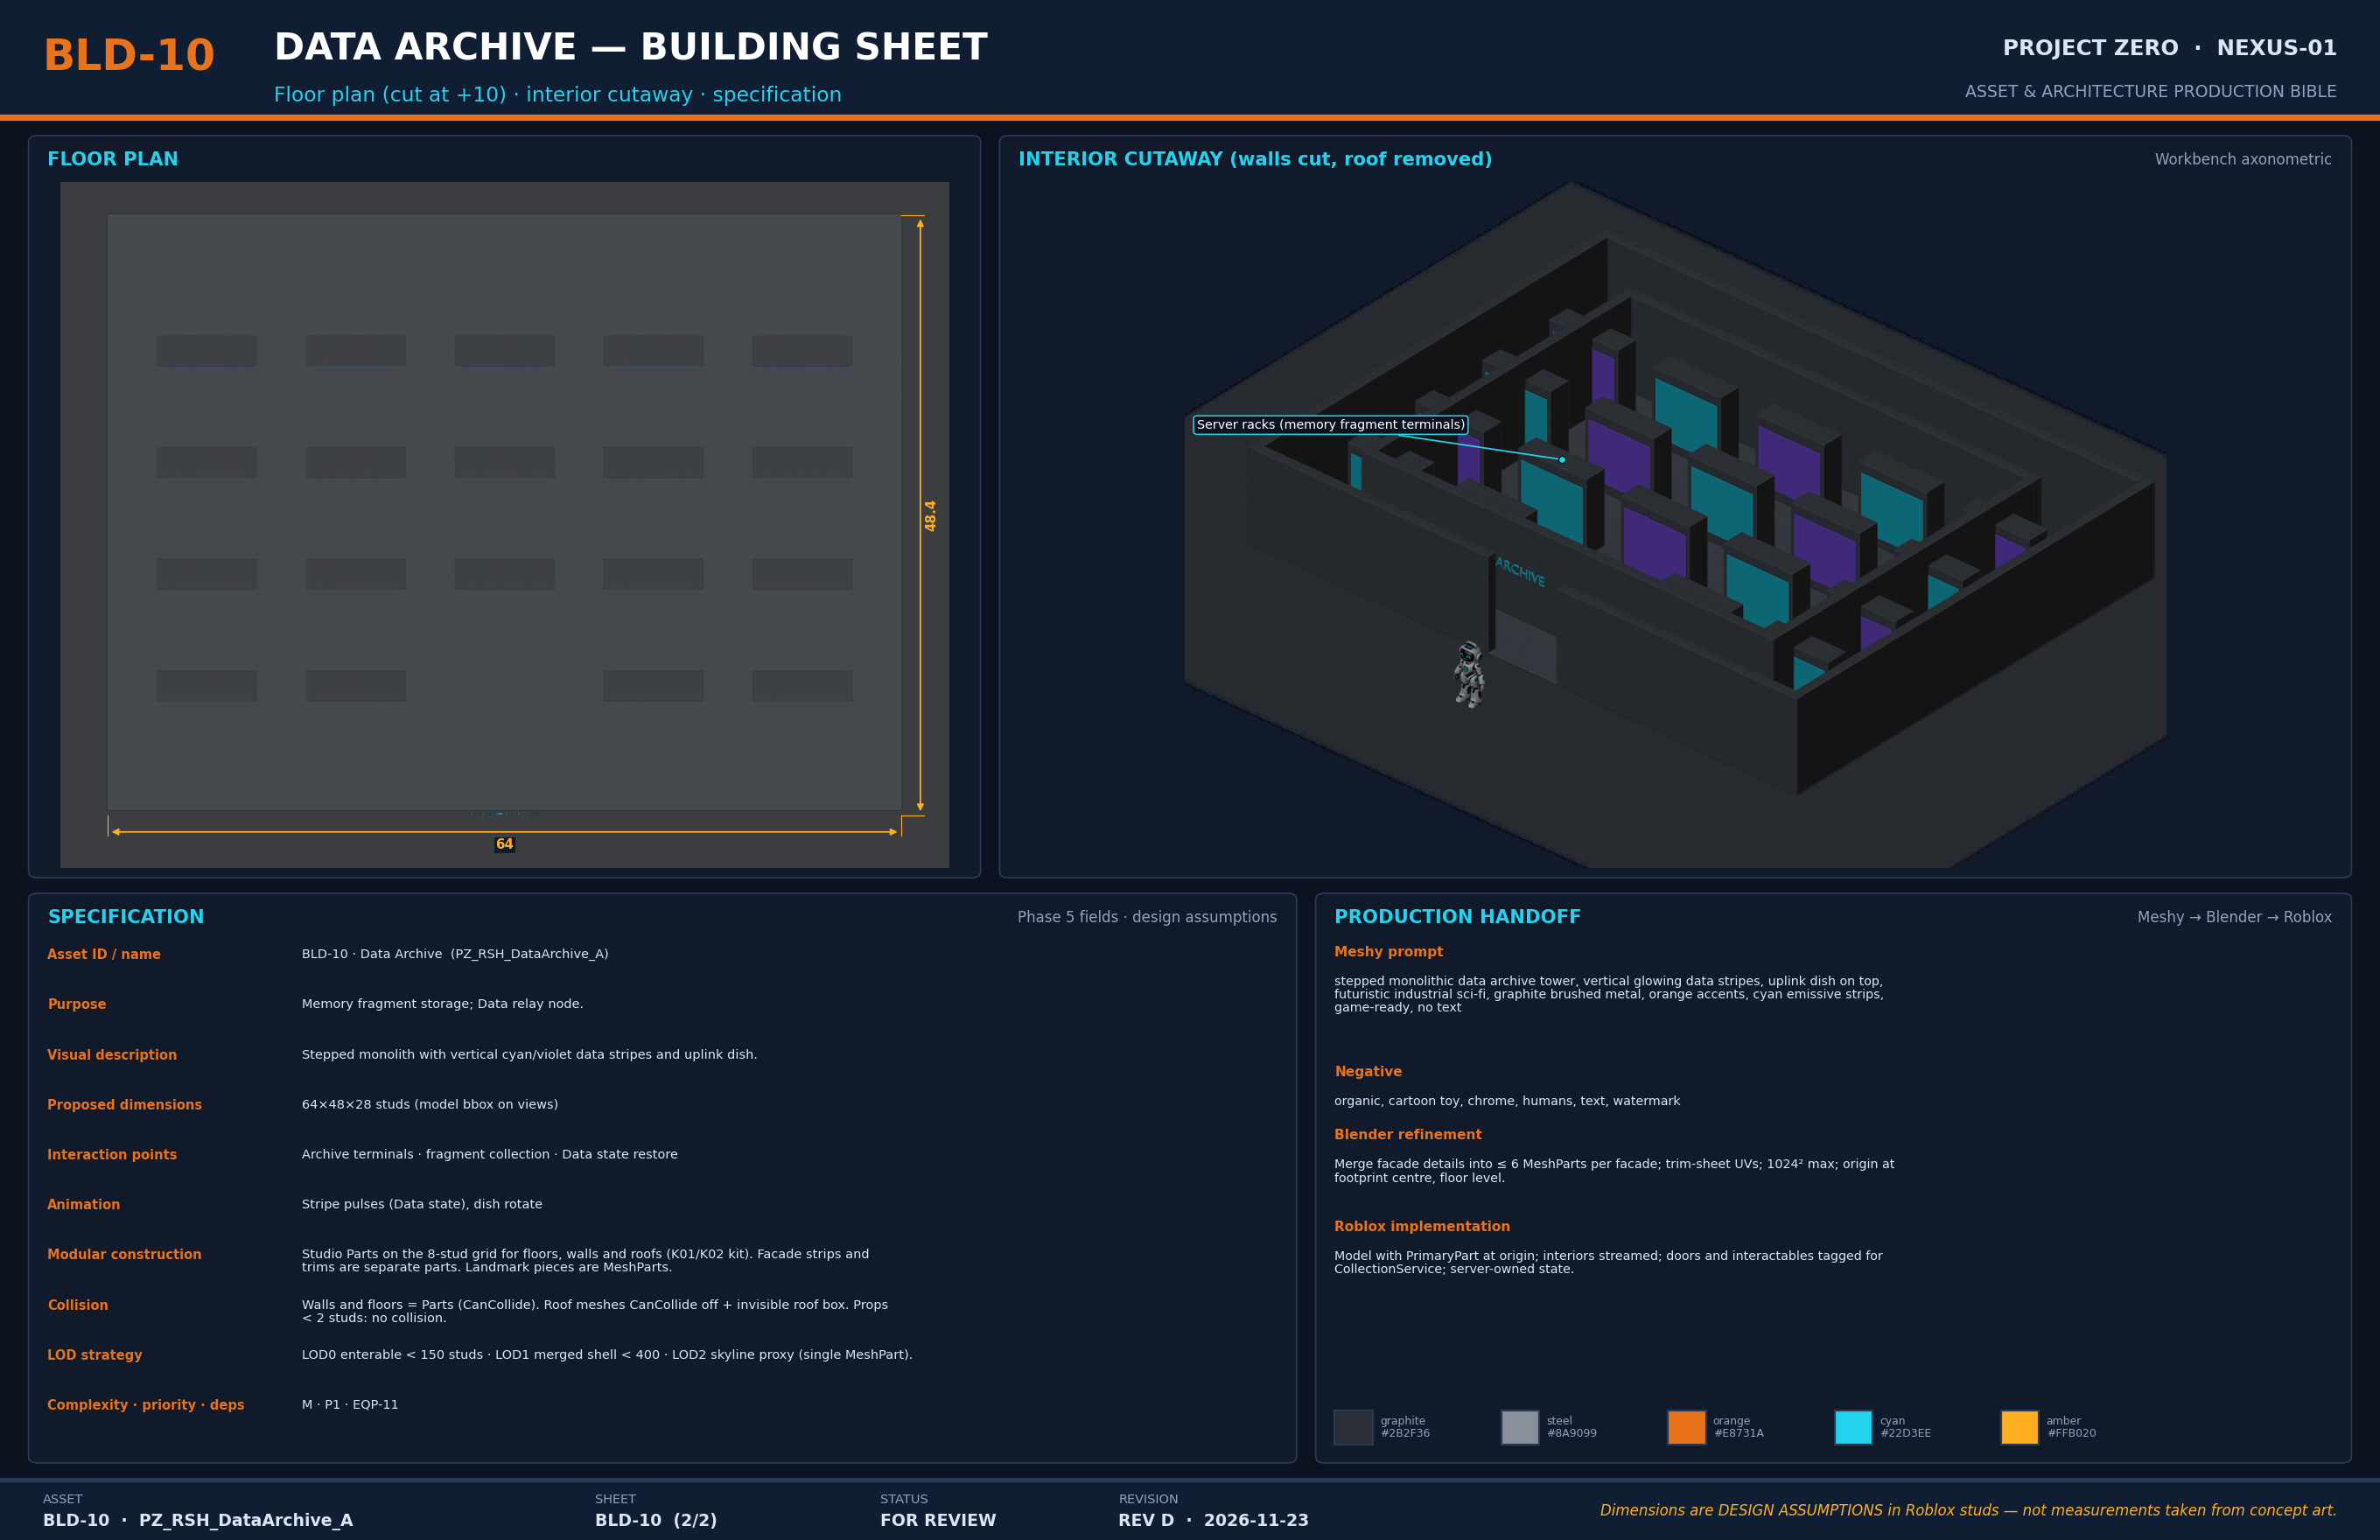 BLD-10
DATA ARCHIVE — BUILDING SHEET
Floor plan (cut at +10) · interior cutaway · specification
PROJECT ZERO · NEXUS-01
ASSET & ARCHITECTURE PRODUCTION BIBLE
FLOOR PLAN
48.4
64
INTERIOR CUTAWAY (walls cut, roof removed)
Workbench axonometric
Server racks (memory fragment terminals)
ARCHIVE
SPECIFICATION
Phase 5 fields · design assumptions
Asset ID / name
BLD-10 · Data Archive (PZ_RSH_DataArchive_A)
Purpose
Memory fragment storage; Data relay node.
Visual description
Stepped monolith with vertical cyan/violet data stripes and uplink dish.
Proposed dimensions
64×48×28 studs (model bbox on views)
Interaction points
Archive terminals · fragment collection · Data state restore
Animation
Stripe pulses (Data state), dish rotate
Modular construction
Studio Parts on the 8-stud grid for floors, walls and roofs (K01/K02 kit). Facade strips and
trims are separate parts. Landmark pieces are MeshParts.
Collision
Walls and floors = Parts (CanCollide). Roof meshes CanCollide off + invisible roof box. Props
< 2 studs: no collision.
LOD strategy
LOD0 enterable < 150 studs · LOD1 merged shell < 400 · LOD2 skyline proxy (single MeshPart).
Complexity · priority · deps
M · P1 · EQP-11
PRODUCTION HANDOFF
Meshy → Blender → Roblox
Meshy prompt
stepped monolithic data archive tower, vertical glowing data stripes, uplink dish on top,
futuristic industrial sci-fi, graphite brushed metal, orange accents, cyan emissive strips,
game-ready, no text
Negative
organic, cartoon toy, chrome, humans, text, watermark
Blender refinement
Merge facade details into ≤ 6 MeshParts per facade; trim-sheet UVs; 1024² max; origin at
footprint centre, floor level.
Roblox implementation
Model with PrimaryPart at origin; interiors streamed; doors and interactables tagged for
CollectionService; server-owned state.
graphite
#2B2F36
steel
#8A9099
orange
#E8731A
cyan
#22D3EE
amber
#FFB020
ASSET
BLD-10 · PZ_RSH_DataArchive_A
SHEET
BLD-10 (2/2)
STATUS
FOR REVIEW
REVISION
REV D · 2026-11-23
Dimensions are DESIGN ASSUMPTIONS in Roblox studs — not measurements taken from concept art.